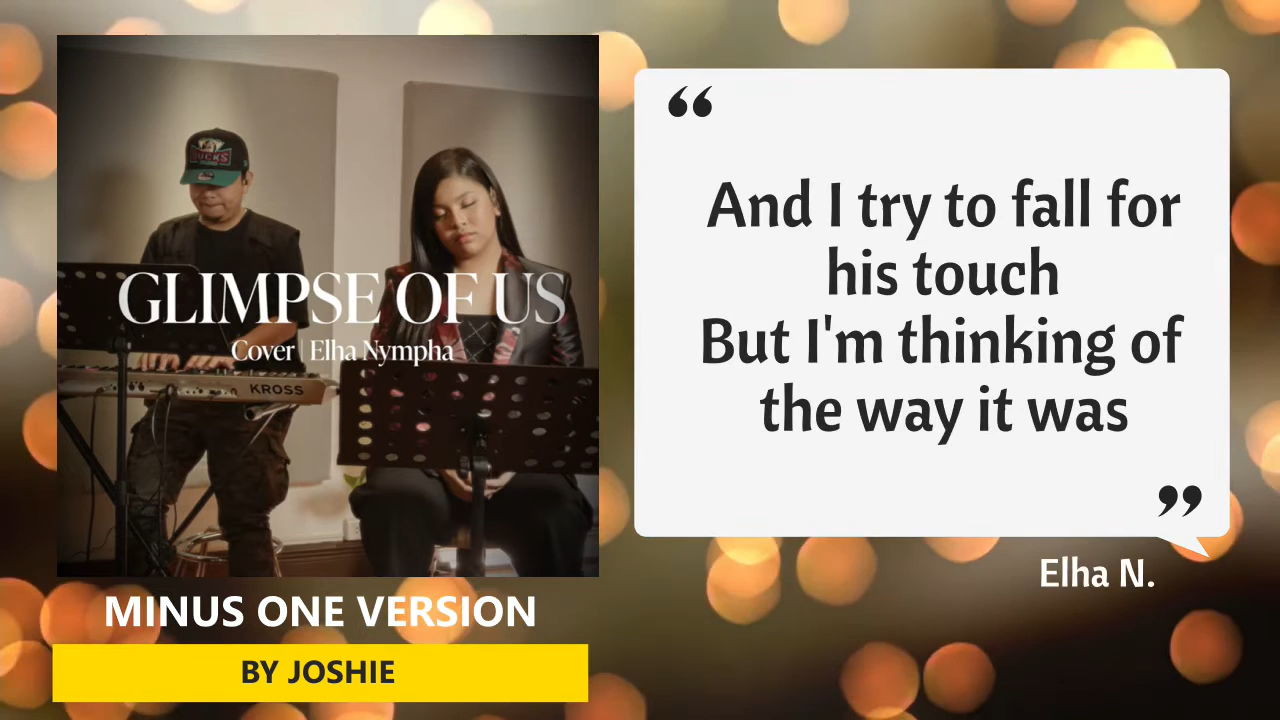 BUCKS
GLIMPSE OF US
Cover | Elha Nympha
KROSS
MINUS ONE VERSION
BY JOSHIE
“
And I try to fall for
his touch
But I'm thinking of
the way it was
”
Elha N.